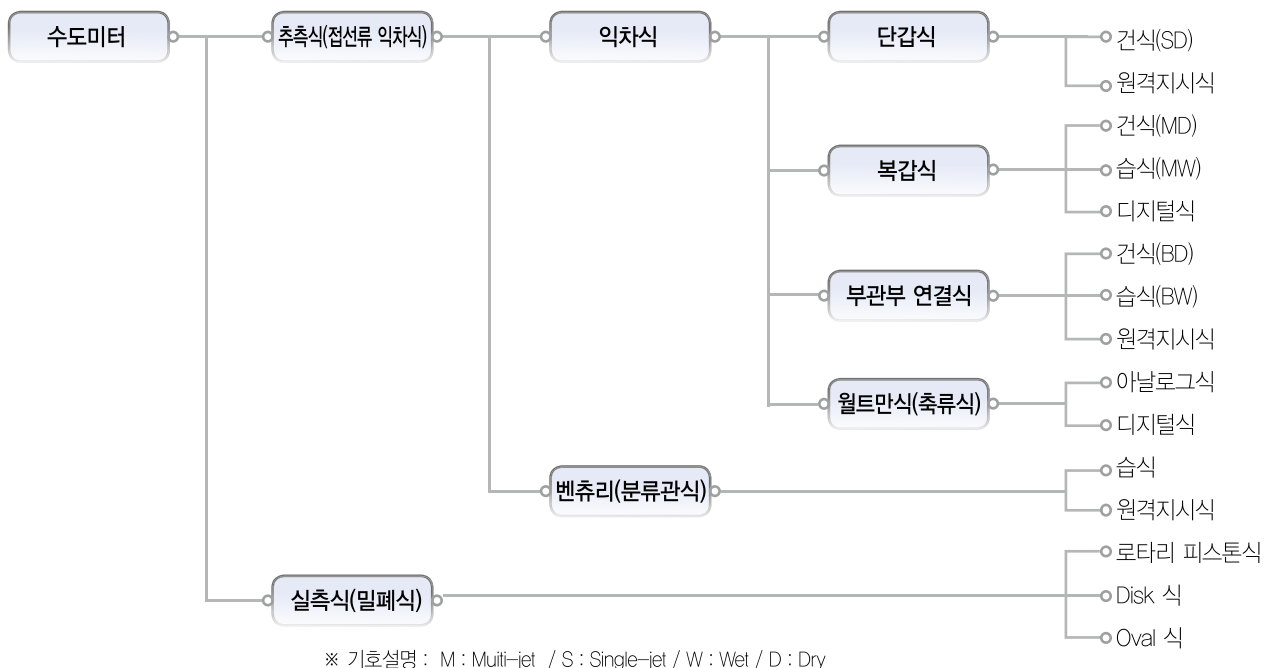 수도미터
추측식(접선류 익차식)
익차식
단갑식
건식(SD)
원격지시식
복갑식
건식(MD)
습식(MW)
디지털식
부관부 연결식
건식(BD)
습식(BW)
원격지시식
월트만식(축류식)
아날로그식
디지털식
벤츄리(분류관식)
습식
원격지시식
실측식(밀폐식)
로타리 피스톤식
Disk 식
Oval 식
※ 기호설명 : M : Muiti-jet / S : Single-jet / W : Wet / D : Dry